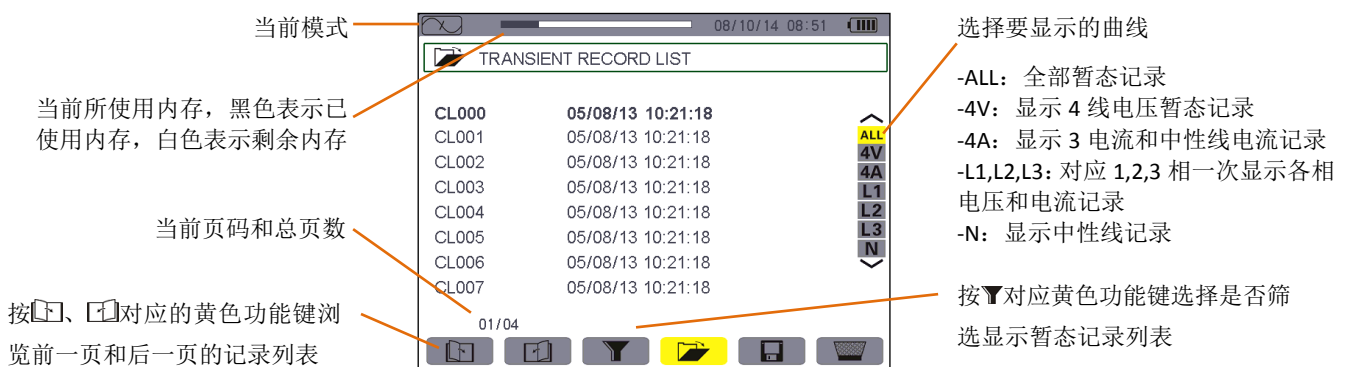 当前模式
当前所使用内存，黑色表示已
使用内存，白色表示剩余内存
当前页码和总页数
按、对应的黄色功能键浏
览前一页和后一页的记录列表
08/10/14 08:51
TRANSIENT RECORD LIST
CL000 05/08/13 10:21:18
CL001 05/08/13 10:21:18
CL002 05/08/13 10:21:18
CL003 05/08/13 10:21:18
CL004 05/08/13 10:21:18
CL005 05/08/13 10:21:18
CL006 05/08/13 10:21:18
CL007 05/08/13 10:21:18
01/04
ALL
4V
4A
L1
L2
L3
N
选择要显示的曲线
-ALL：全部暂态记录
-4V：显示 4 线电压暂态记录
-4A：显示 3 电流和中性线电流记录
-L1,L2,L3：对应 1,2,3 相一次显示各相
电压和电流记录
-N：显示中性线记录
按对应黄色功能键选择是否筛
选显示暂态记录列表